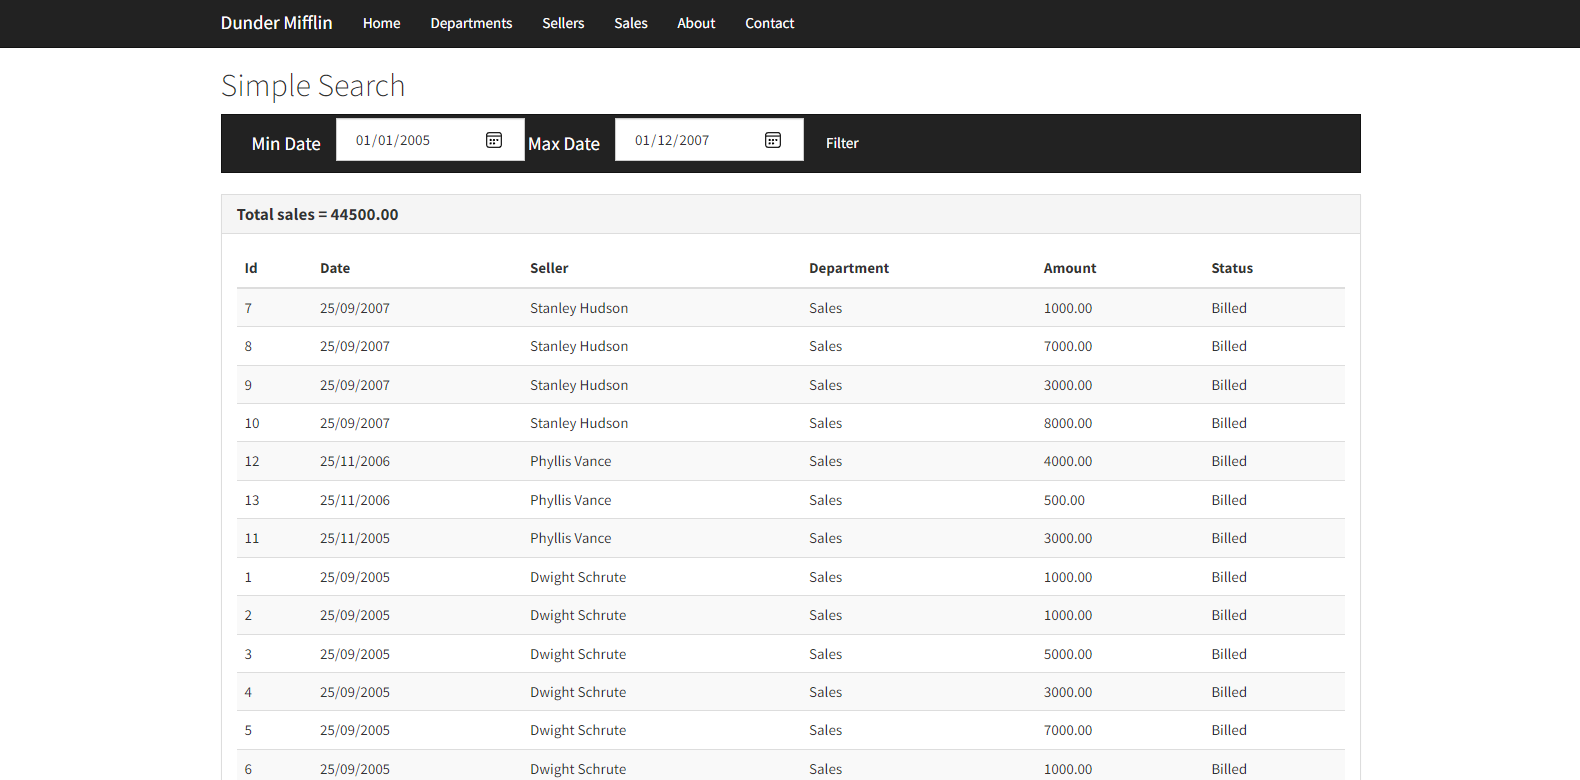 Dunder Mifflin Home Departments Sellers Sales About Contact
Simple Search
Min Date 01/01/2005 Max Date 01/12/2007 Filter
Total sales = 44500.00
Id Date Seller Department Amount Status
7 25/09/2007 Stanley Hudson Sales 1000.00 Billed
8 25/09/2007 Stanley Hudson Sales 7000.00 Billed
9 25/09/2007 Stanley Hudson Sales 3000.00 Billed
10 25/09/2007 Stanley Hudson Sales 8000.00 Billed
12 25/11/2006 Phyllis Vance Sales 4000.00 Billed
13 25/11/2006 Phyllis Vance Sales 500.00 Billed
11 25/11/2005 Phyllis Vance Sales 3000.00 Billed
1 25/09/2005 Dwight Schrute Sales 1000.00 Billed
2 25/09/2005 Dwight Schrute Sales 1000.00 Billed
3 25/09/2005 Dwight Schrute Sales 5000.00 Billed
4 25/09/2005 Dwight Schrute Sales 3000.00 Billed
5 25/09/2005 Dwight Schrute Sales 7000.00 Billed
6 25/09/2005 Dwight Schrute Sales 1000.00 Billed